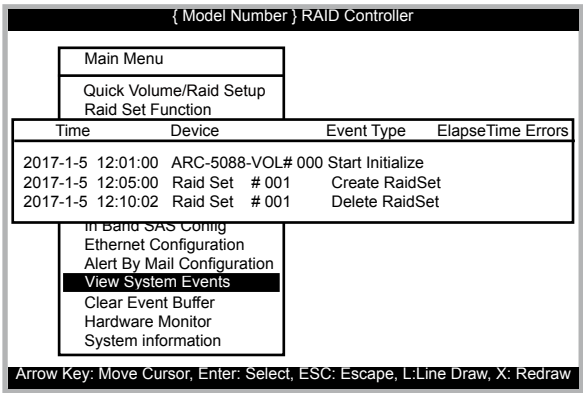 { Model Number } RAID Controller
Main Menu
Quick Volume/Raid Setup
Raid Set Function
Time Device Event Type ElapseTime Errors
2017-1-5 12:01:00 ARC-5088-VOL# 000 Start Initialize
2017-1-5 12:05:00 Raid Set # 001 Create RaidSet
2017-1-5 12:10:02 Raid Set # 001 Delete RaidSet
In Band SAS Config
Ethernet Configuration
Alert By Mail Configuration
View System Events
Clear Event Buffer
Hardware Monitor
System information
Arrow Key: Move Cursor, Enter: Select, ESC: Escape, L:Line Draw, X: Redraw